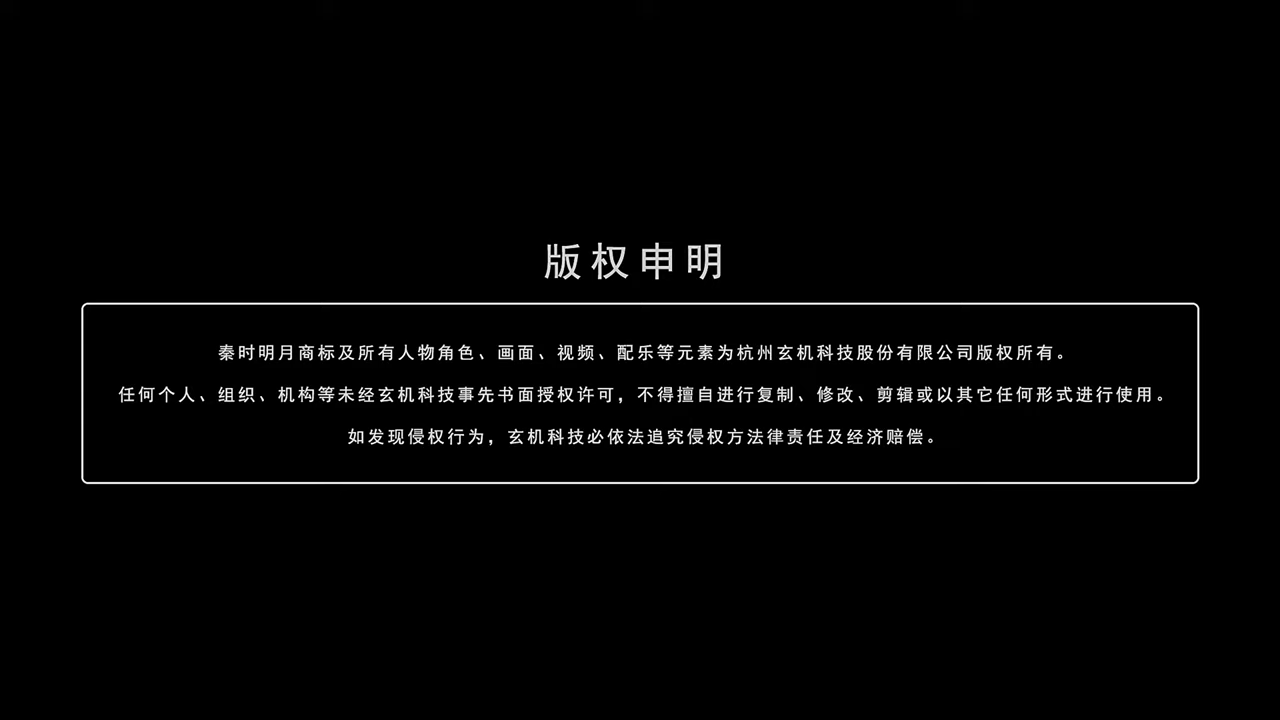 版权申明
秦时明月商标及所有人物角色、画面、视频、配乐等元素为杭州玄机科技股份有限公司版权所有。
任何个人、组织、机构等未经玄机科技事先书面授权许可，不得擅自进行复制、修改、剪辑或以其它任何形式进行使用。
如发现侵权行为，玄机科技必依法追究侵权方法律责任及经济赔偿。